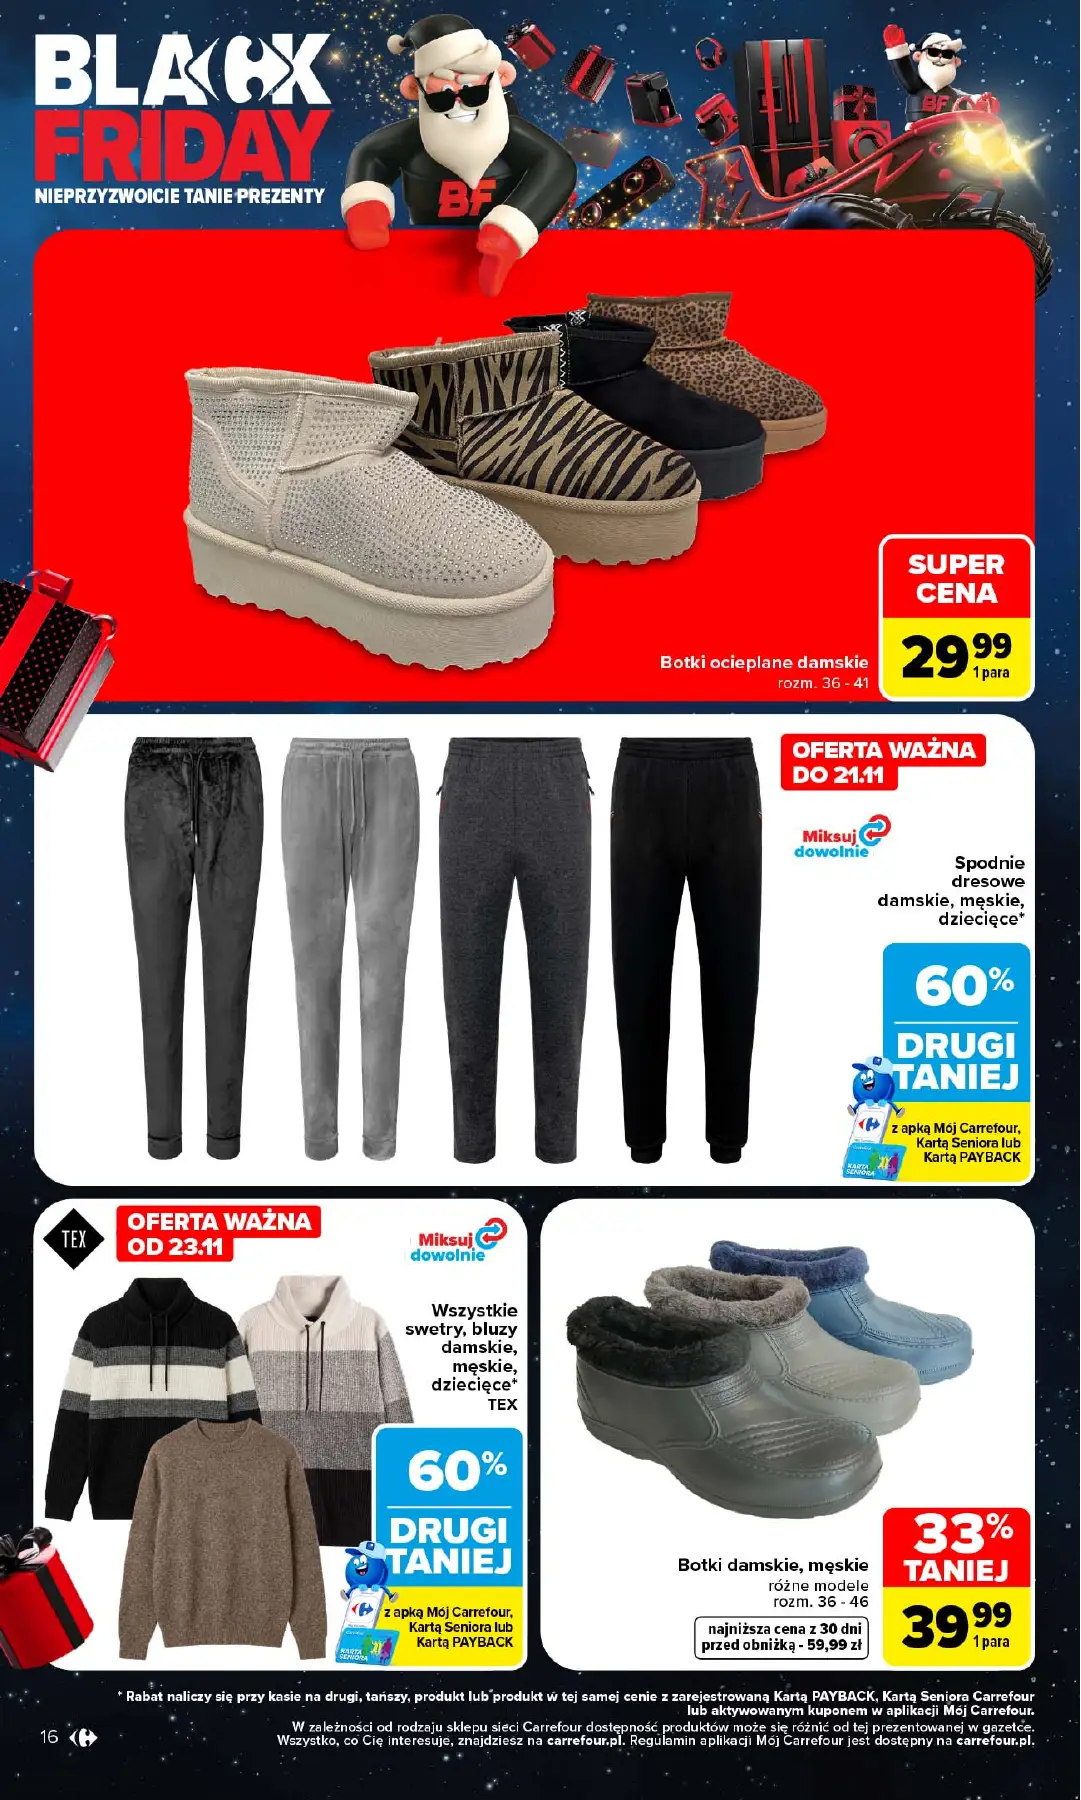 BLACK
FRIDAY
NIEPRZYZWOICIE TANIE PREZENTY
BF
BF
SUPER
CENA
29 99
1 para
Botki ocieplane damskie
rozm. 36 - 41
OFERTA WAŻNA
DO 21.11
Miksuj
dowolnie
Spodnie
dresowe
damskie, męskie,
dziecięce*
60%
DRUGI
TANIEJ
z apką Mój Carrefour,
Kartą Seniora lub
Kartą PAYBACK
KARTA
SENIORA
TEX
OFERTA WAŻNA
OD 23.11
Miksuj
dowolnie
Wszystkie
swetry, bluzy
damskie,
męskie,
dziecięce*
TEX
60%
DRUGI
TANIEJ
z apką Mój Carrefour,
Kartą Seniora lub
Kartą PAYBACK
KARTA
SENIORA
Botki damskie, męskie
różne modele
rozm. 36 - 46
najniższa cena z 30 dni
przed obniżką - 59,99 zł
33%
TANIEJ
39 99
1 para
* Rabat naliczy się przy kasie na drugi, tańszy, produkt lub produkt w tej samej cenie z zarejestrowaną Kartą PAYBACK, Kartą Seniora Carrefour
lub aktywowanym kuponem w aplikacji Mój Carrefour.
W zależności od rodzaju sklepu sieci Carrefour dostępność produktów może się różnić od tej prezentowanej w gazetce.
Wszystko, co Cię interesuje, znajdziesz na carrefour.pl. Regulamin aplikacji Mój Carrefour jest dostępny na carrefour.pl.
16